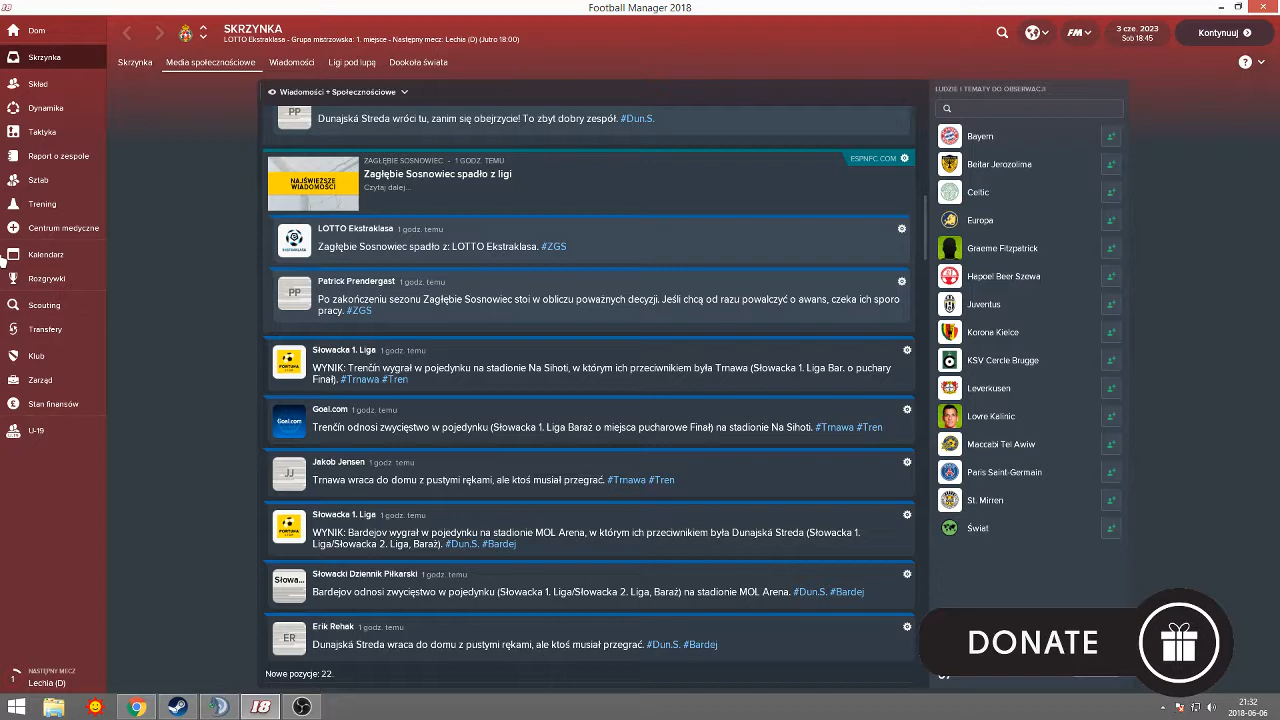 18
Football Manager 2018
Dom
Skrzynka
Skład
Dynamika
Taktyka
Raport o zespole
Sztab
Trening
Centrum medyczne
Kalendarz
Rozgrywki
Scouting
Transfery
Klub
Zarząd
Stan finansów
U-19
NASTĘPNY MECZ
1
Lechia (D)
SKRZYNKA
LOTTO Ekstraklasa - Grupa mistrzowska: 1. miejsce - Następny mecz: Lechia (D) (Jutro 18:00)
FM
3 cze. 2023
Sob 18:45
Kontynuuj
Skrzynka
Media społecznościowe
Wiadomości
Ligi pod lupą
Dookoła świata
?
Wiadomości + Społecznościowe
PP
Dunajská Streda wróci tu, zanim się obejrzycie! To zbyt dobry zespół. #Dun.S.
NAJŚWIEŻSZE
WIADOMOŚCI
ZAGŁĘBIE SOSNOWIEC - 1 GODZ. TEMU
ESPNFC.COM
Zagłębie Sosnowiec spadło z ligi
Czytaj dalej...
LOTTO Ekstraklasa 1 godz. temu
Zagłębie Sosnowiec spadło z: LOTTO Ekstraklasa. #ZGS
PP
Patrick Prendergast 1 godz. temu
Po zakończeniu sezonu Zagłębie Sosnowiec stoi w obliczu poważnych decyzji. Jeśli chcą od razu powalczyć o awans, czeka ich sporo
pracy. #ZGS
Słowacka 1. Liga 1 godz. temu
WYNIK: Trenčín wygrał w pojedynku na stadionie Na Sihoti, w którym ich przeciwnikiem była Trnawa (Słowacka 1. Liga Bar. o puchary
Finał). #Trnawa #Tren
Goal.com
Goal.com 1 godz. temu
Trenčín odnosi zwycięstwo w pojedynku (Słowacka 1. Liga Baraż o miejsca pucharowe Finał) na stadionie Na Sihoti. #Trnawa #Tren
JJ
Jakob Jensen 1 godz. temu
Trnawa wraca do domu z pustymi rękami, ale ktoś musiał przegrać. #Trnawa #Tren
Słowacka 1. Liga 1 godz. temu
WYNIK: Bardejov wygrał w pojedynku na stadionie MOL Arena, w którym ich przeciwnikiem była Dunajská Streda (Słowacka 1.
Liga/Słowacka 2. Liga, Baraż). #Dun.S. #Bardej
Słowa...
Słowacki Dziennik Piłkarski 1 godz. temu
Bardejov odnosi zwycięstwo w pojedynku (Słowacka 1. Liga/Słowacka 2. Liga, Baraż) na stadionie MOL Arena. #Dun.S. #Bardej
ER
Erik Rehak 1 godz. temu
Dunajská Streda wraca do domu z pustymi rękami, ale ktoś musiał przegrać. #Dun.S. #Bardej
Nowe pozycje: 22.
LUDZIE I TEMATY DO OBSERWACJI
Bayern
Beitar Jerozolima
Celtic
Europa
Graeme Fitzpatrick
Hapoel Beer Szewa
Juventus
Korona Kielce
KSV Cercle Brugge
Leverkusen
Lovre Kalinic
Maccabi Tel Awiw
Paris Saint-Germain
St. Mirren
Świat
DONATE
18
21:32
2018-06-06